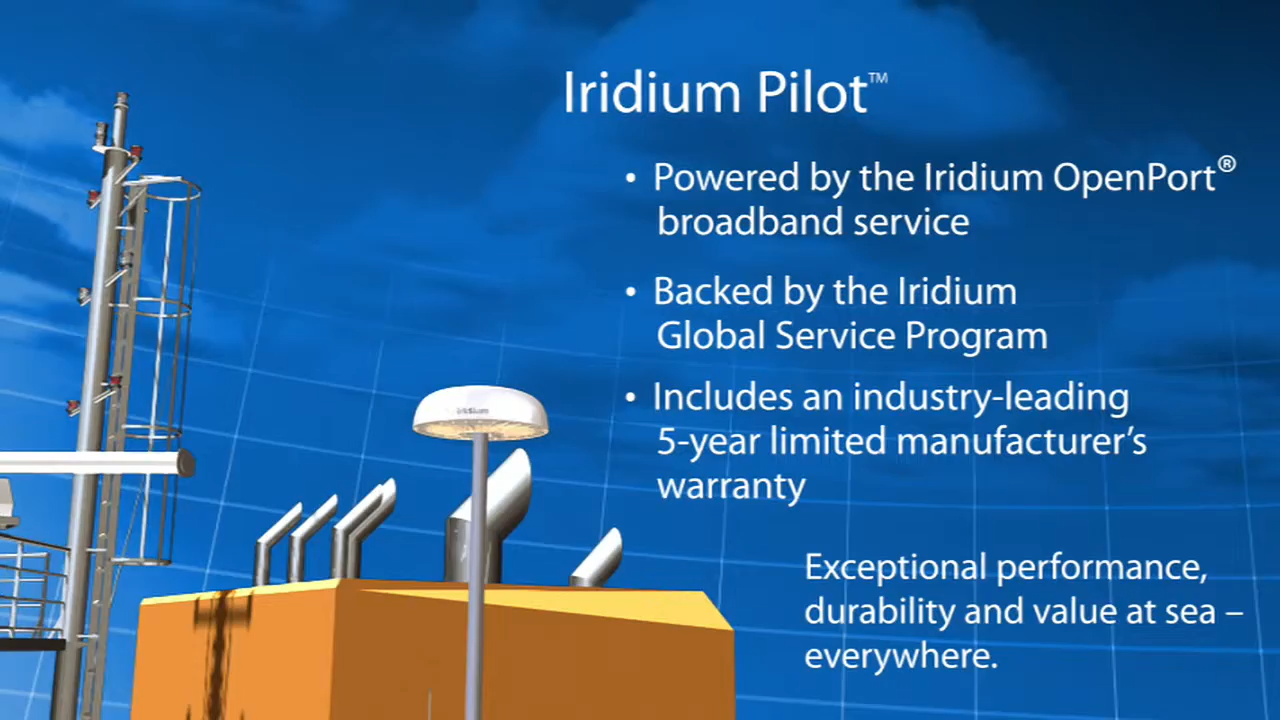 Iridium Pilot™
• Powered by the Iridium OpenPort®
broadband service
• Backed by the Iridium
Global Service Program
• Includes an industry-leading
5-year limited manufacturer’s
warranty
iridium
Exceptional performance,
durability and value at sea –
everywhere.